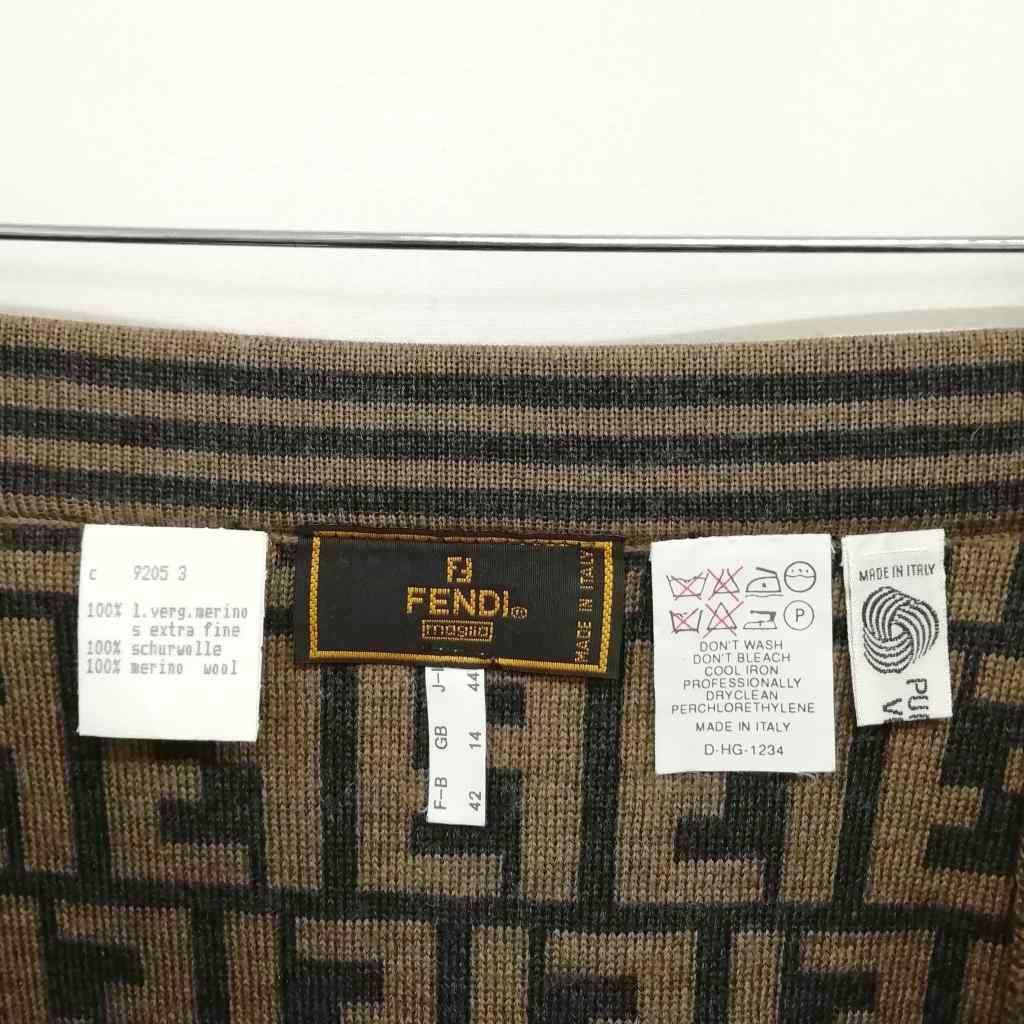 c 9205 3
100% l.verg.merino
s extra fine
100% schurwolle
100% merino wool
FENDI®
maglia
MADE IN ITALY
F-B GB
42 14 44
P
DON'T WASH
DON'T BLEACH
COOL IRON
PROFESSIONALLY
DRYCLEAN
PERCHLORETHYLENE
MADE IN ITALY
D-HG-1234
MADE IN ITALY